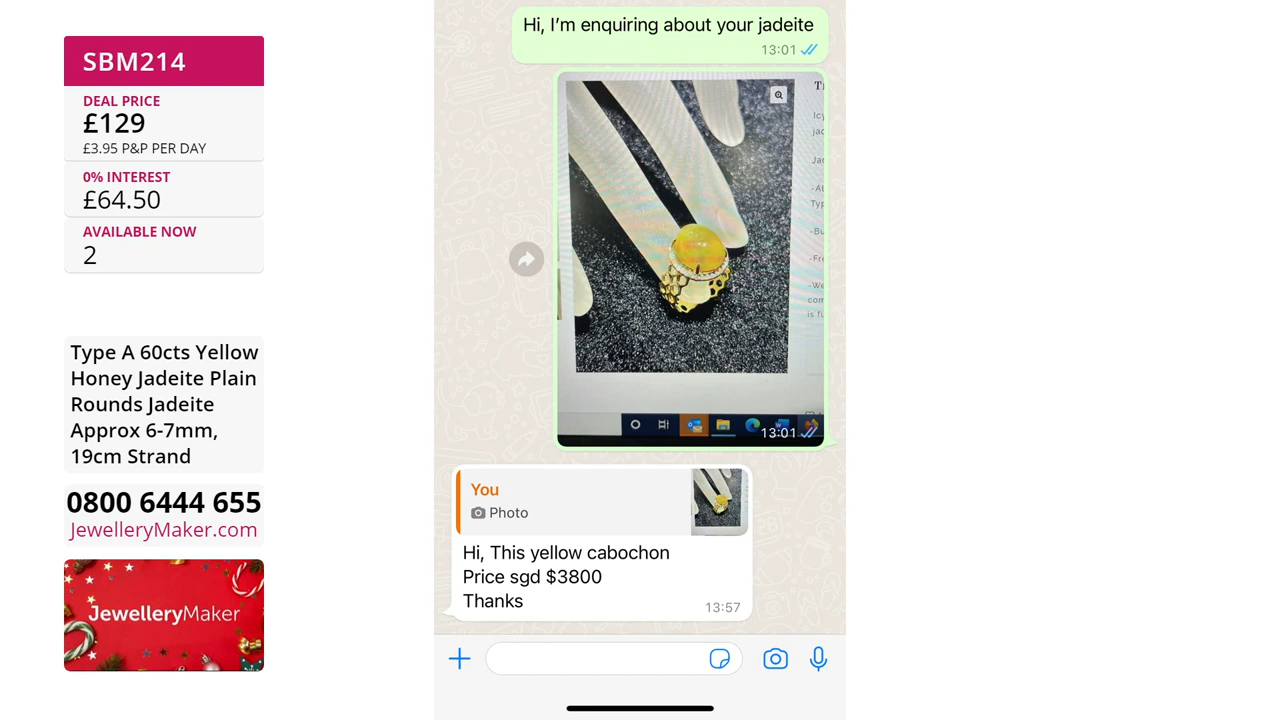 SBM214
DEAL PRICE
£129
£3.95 P&P PER DAY
0% INTEREST
£64.50
AVAILABLE NOW
2
Type A 60cts Yellow
Honey Jadeite Plain
Rounds Jadeite
Approx 6-7mm,
19cm Strand
0800 6444 655
JewelleryMaker.com
JewelleryMaker
Hi, I’m enquiring about your jadeite
13:01
13:01
You
Photo
Hi, This yellow cabochon
Price sgd $3800
Thanks
13:57